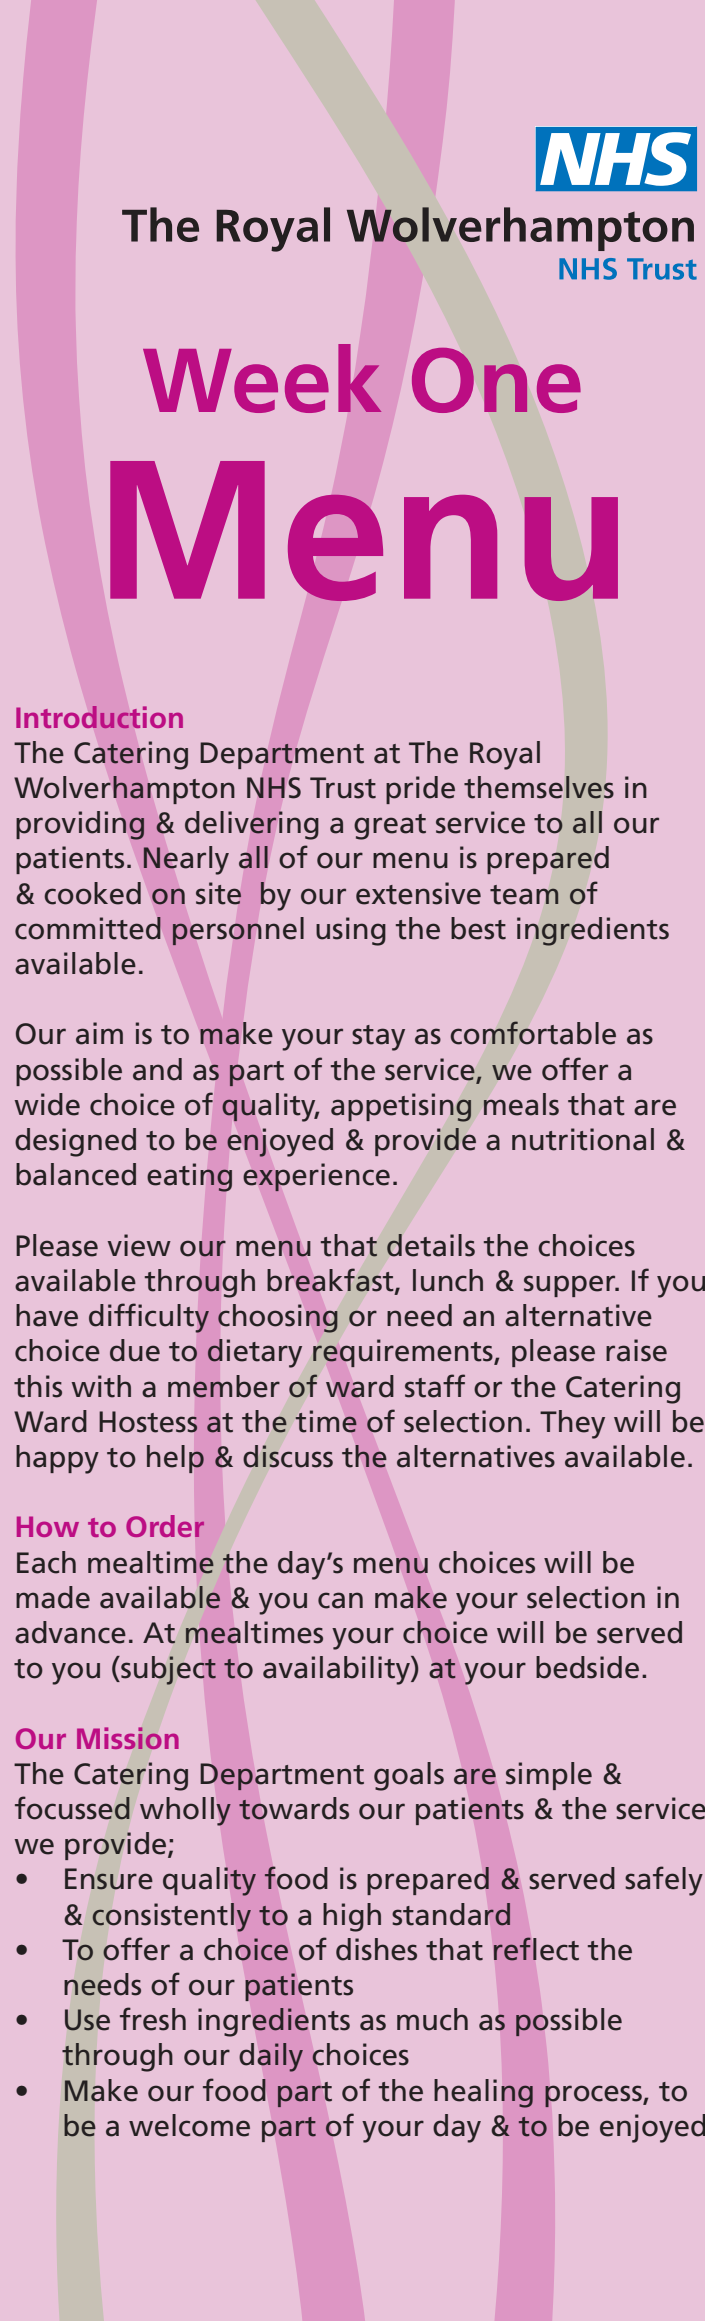 NHS
The Royal Wolverhampton
NHS Trust
Week One
Menu
Introduction
The Catering Department at The Royal
Wolverhampton NHS Trust pride themselves in
providing & delivering a great service to all our
patients. Nearly all of our menu is prepared
& cooked on site  by our extensive team of
committed personnel using the best ingredients
available.
Our aim is to make your stay as comfortable as
possible and as part of the service, we offer a
wide choice of quality, appetising meals that are
designed to be enjoyed & provide a nutritional &
balanced eating experience.
Please view our menu that details the choices
available through breakfast, lunch & supper. If you
have difficulty choosing or need an alternative
choice due to dietary requirements, please raise
this with a member of ward staff or the Catering
Ward Hostess at the time of selection. They will be
happy to help & discuss the alternatives available.
How to Order
Each mealtime the day’s menu choices will be
made available & you can make your selection in
advance. At mealtimes your choice will be served
to you (subject to availability) at your bedside.
Our Mission
The Catering Department goals are simple &
focussed wholly towards our patients & the service
we provide;
• Ensure quality food is prepared & served safely
& consistently to a high standard
• To offer a choice of dishes that reflect the
needs of our patients
• Use fresh ingredients as much as possible
through our daily choices
• Make our food part of the healing process, to
be a welcome part of your day & to be enjoyed